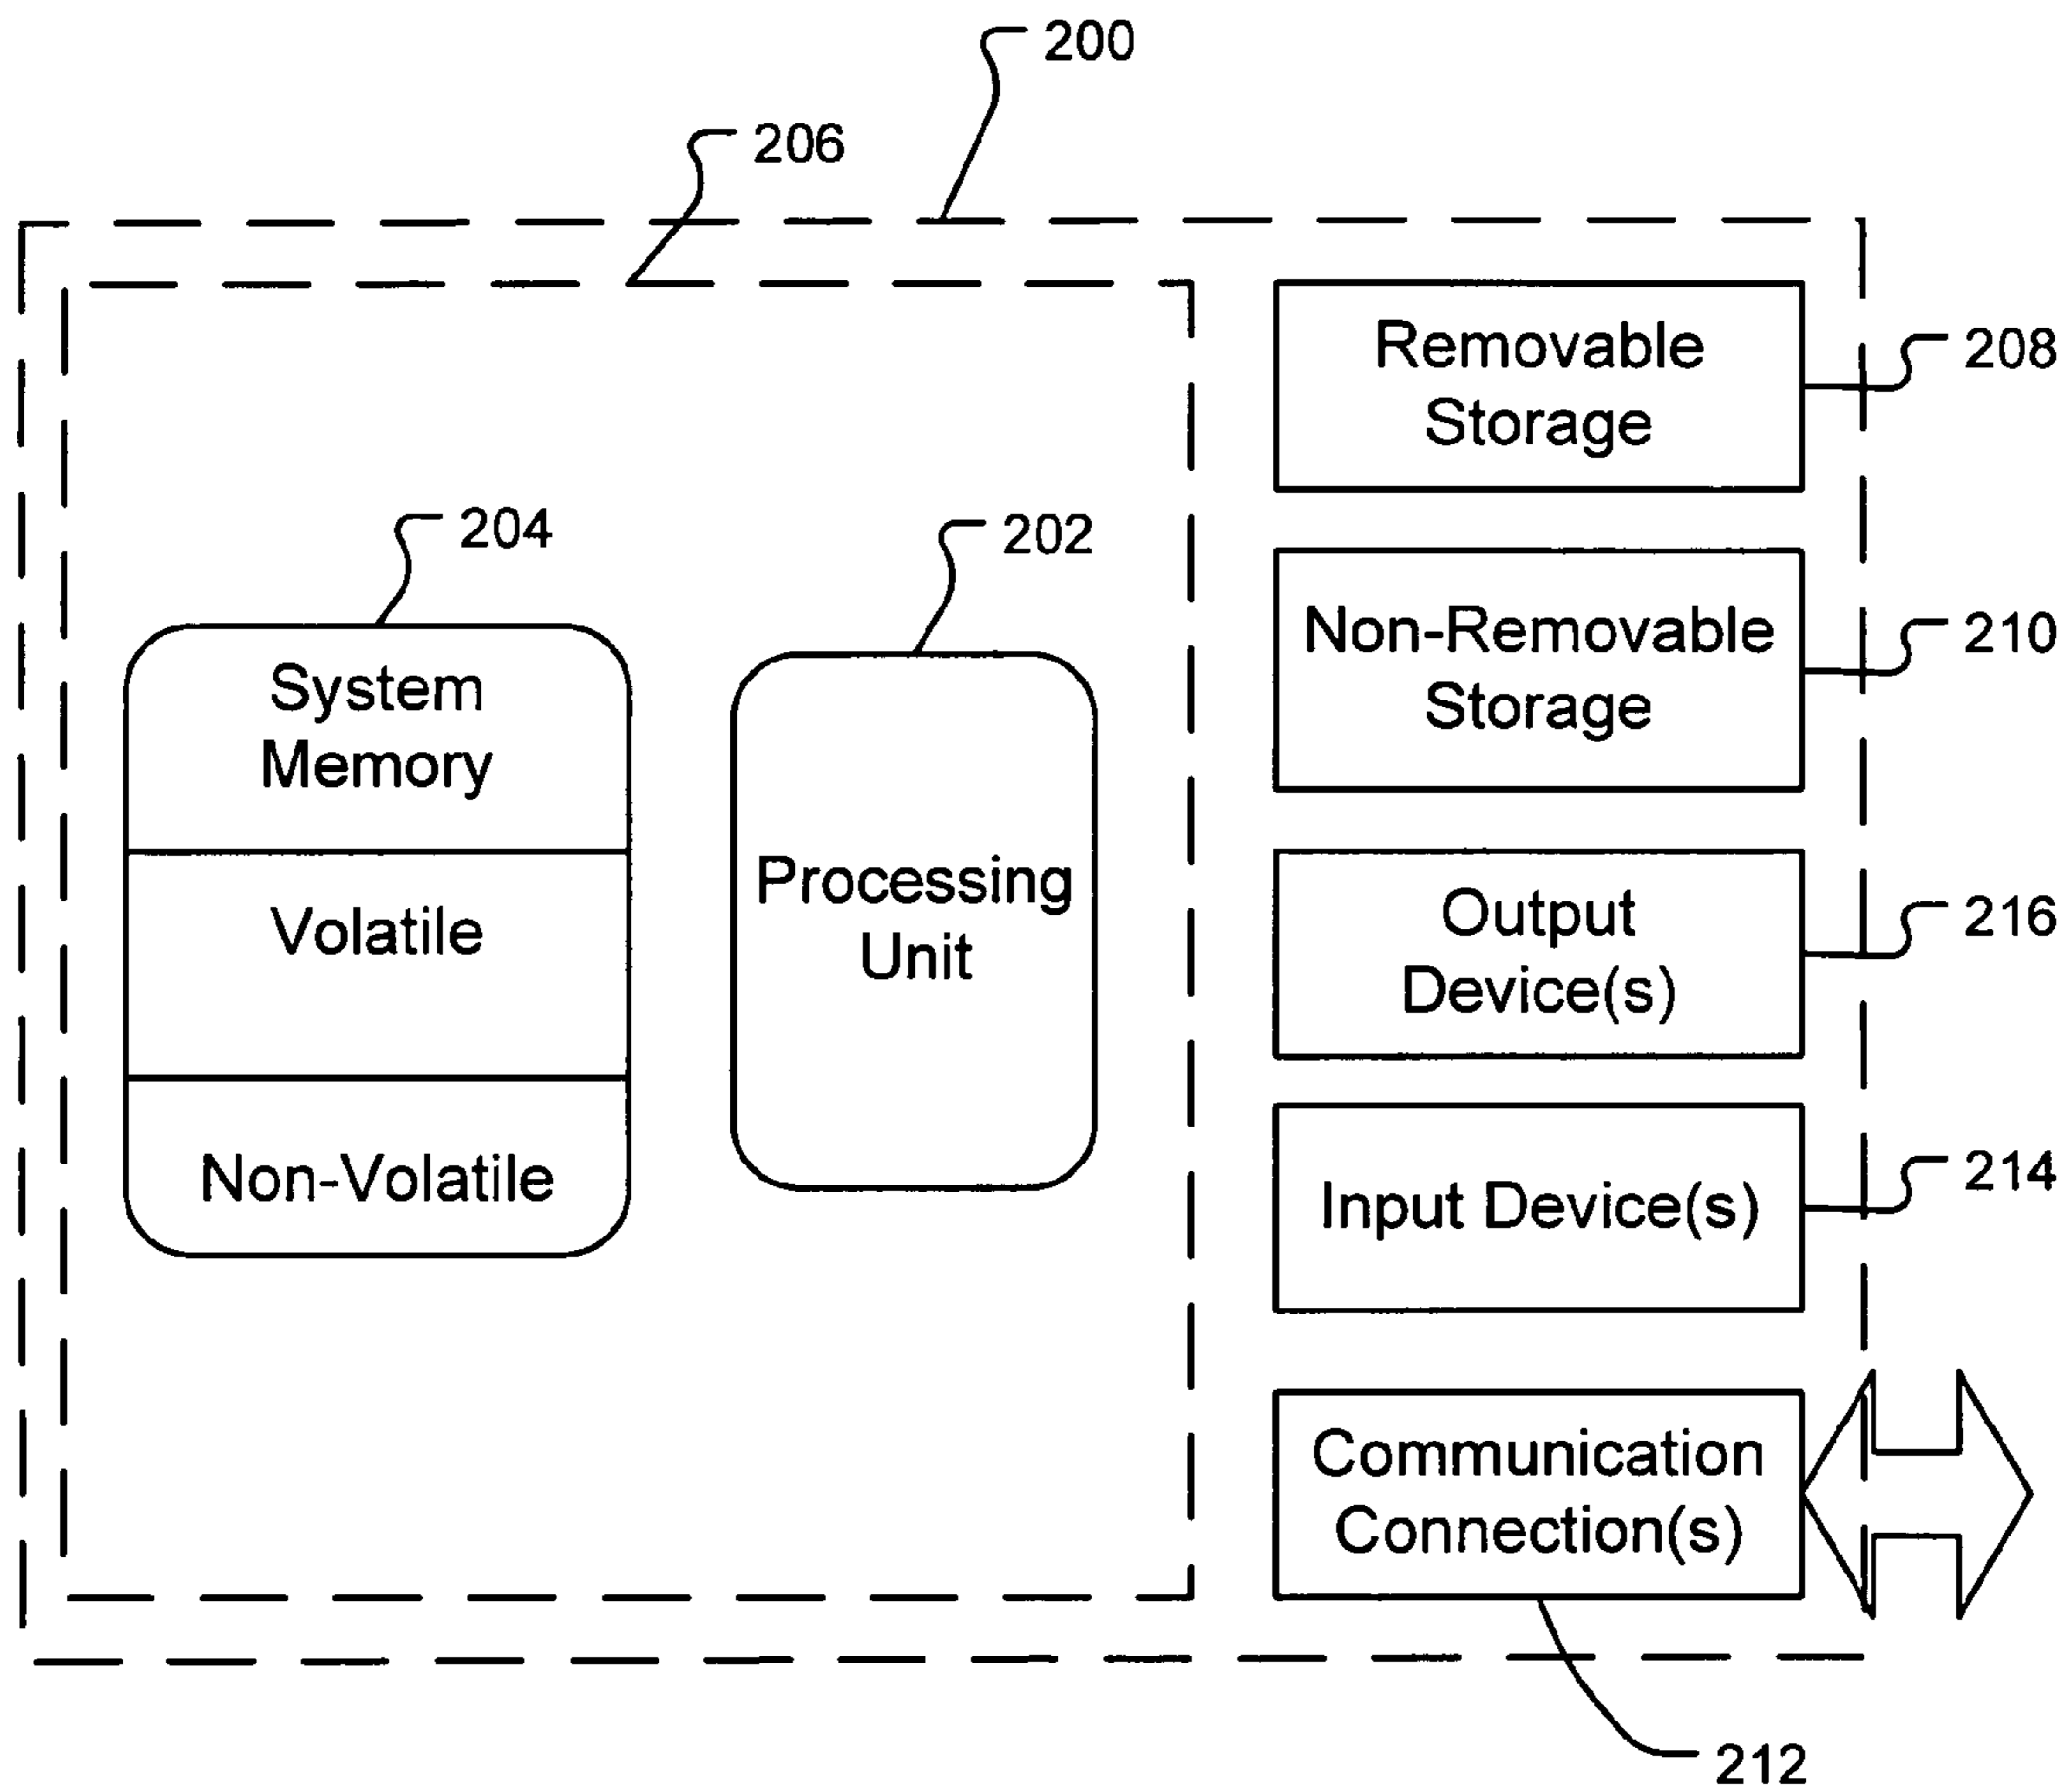 200
206
Removable
Storage
208
204
202
Non-Removable
Storage
210
System
Memory
Volatile
Non-Volatile
Processing
Unit
Output
Device(s)
216
Input Device(s)
214
Communication
Connection(s)
212